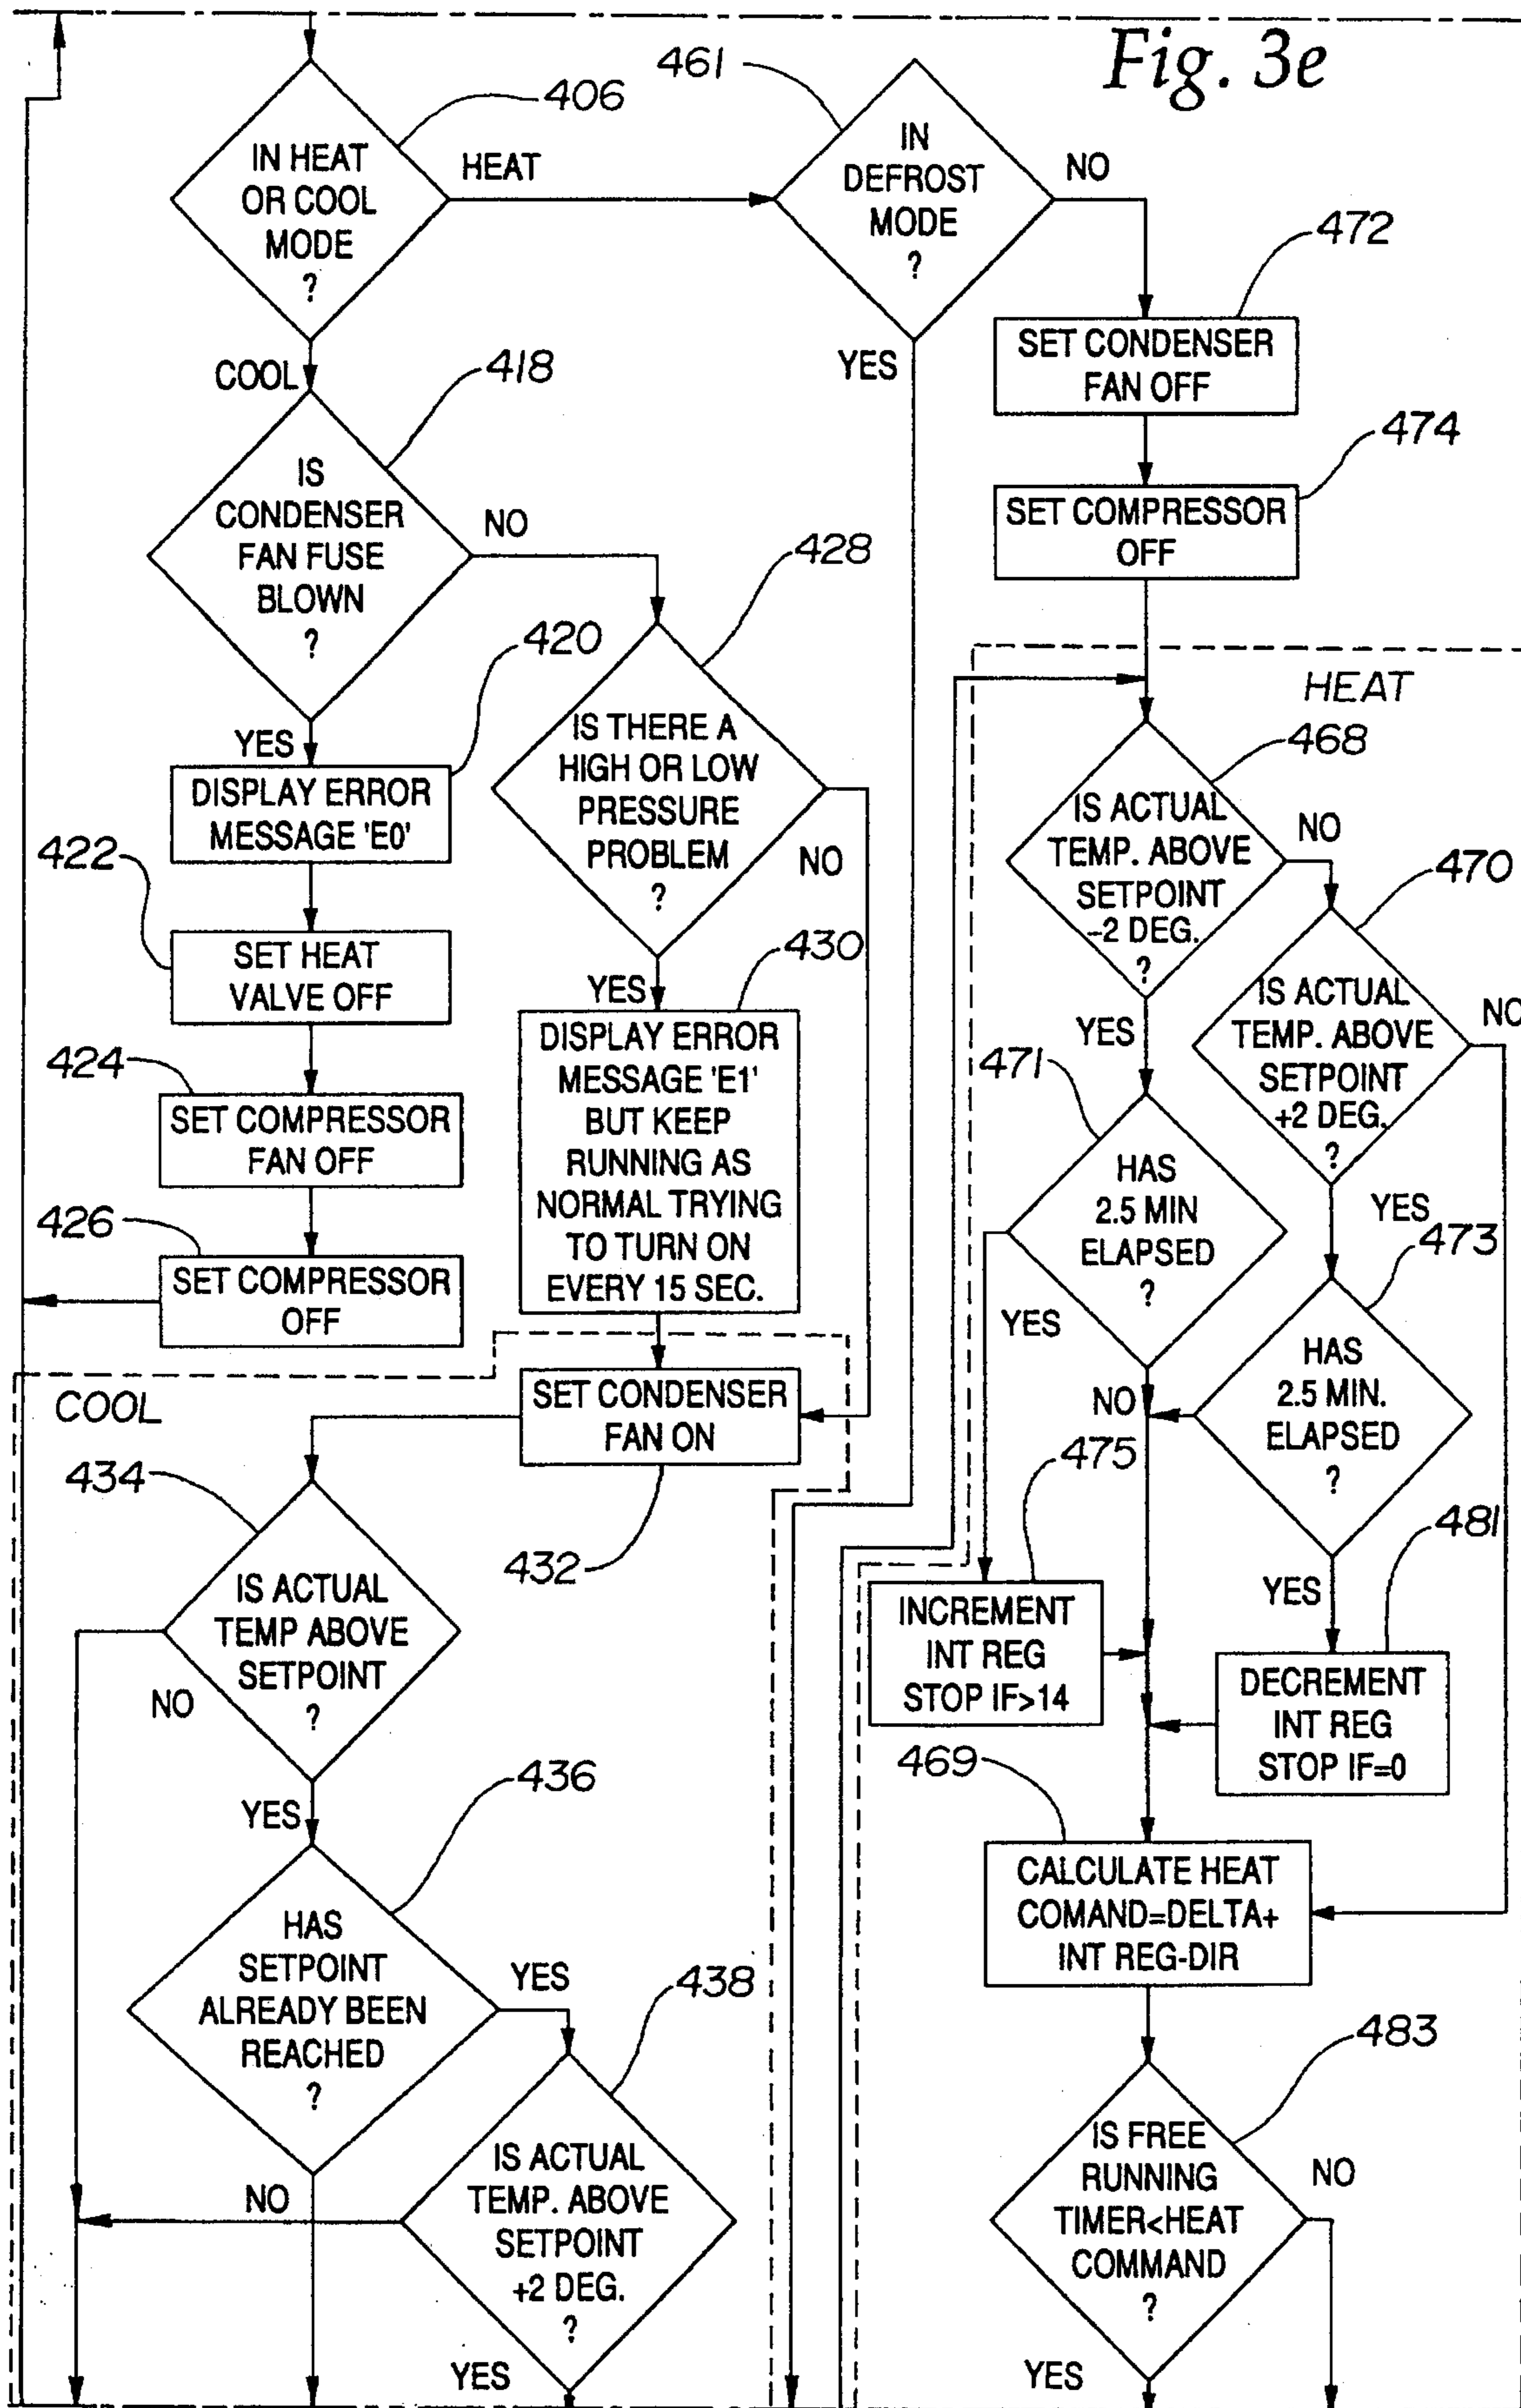 Fig. 3e
406
IN HEAT
OR COOL
MODE
?
HEAT
COOL
461
IN
DEFROST
MODE
?
NO
YES
472
SET CONDENSER
FAN OFF
474
SET COMPRESSOR
OFF
418
IS
CONDENSER
FAN FUSE
BLOWN
?
NO
YES
420
DISPLAY ERROR
MESSAGE 'E0'
422
SET HEAT
VALVE OFF
424
SET COMPRESSOR
FAN OFF
426
SET COMPRESSOR
OFF
428
IS THERE A
HIGH OR LOW
PRESSURE
PROBLEM
?
NO
YES
430
DISPLAY ERROR
MESSAGE 'E1'
BUT KEEP
RUNNING AS
NORMAL TRYING
TO TURN ON
EVERY 15 SEC.
COOL
SET CONDENSER
FAN ON
432
434
IS ACTUAL
TEMP ABOVE
SETPOINT
?
NO
YES
436
HAS
SETPOINT
ALREADY BEEN
REACHED
?
YES
NO
438
IS ACTUAL
TEMP. ABOVE
SETPOINT
+2 DEG.
?
YES
HEAT
468
IS ACTUAL
TEMP. ABOVE
SETPOINT
-2 DEG.
?
NO
YES
470
IS ACTUAL
TEMP. ABOVE
SETPOINT
+2 DEG.
?
NO
YES
471
HAS
2.5 MIN
ELAPSED
?
YES
NO
473
HAS
2.5 MIN.
ELAPSED
?
YES
475
INCREMENT
INT REG
STOP IF>14
481
DECREMENT
INT REG
STOP IF=0
469
CALCULATE HEAT
COMAND=DELTA+
INT REG-DIR
483
IS FREE
RUNNING
TIMER<HEAT
COMMAND
?
NO
YES